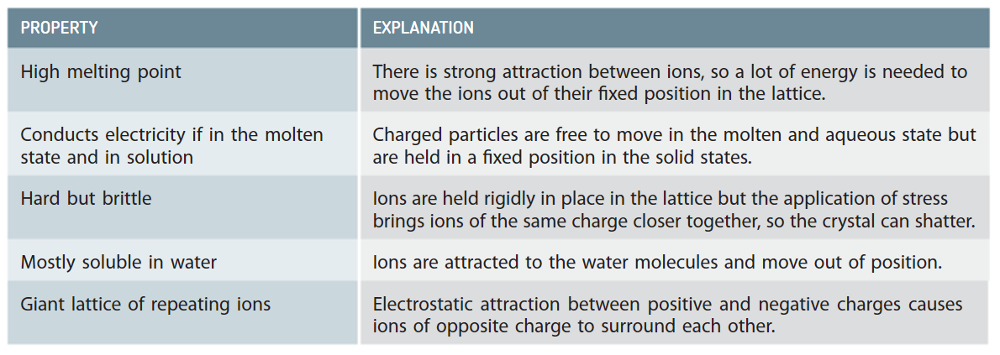 PROPERTY
EXPLANATION
High melting point
There is strong attraction between ions, so a lot of energy is needed to
move the ions out of their fixed position in the lattice.
Conducts electricity if in the molten
state and in solution
Charged particles are free to move in the molten and aqueous state but
are held in a fixed position in the solid states.
Hard but brittle
Ions are held rigidly in place in the lattice but the application of stress
brings ions of the same charge closer together, so the crystal can shatter.
Mostly soluble in water
Ions are attracted to the water molecules and move out of position.
Giant lattice of repeating ions
Electrostatic attraction between positive and negative charges causes
ions of opposite charge to surround each other.